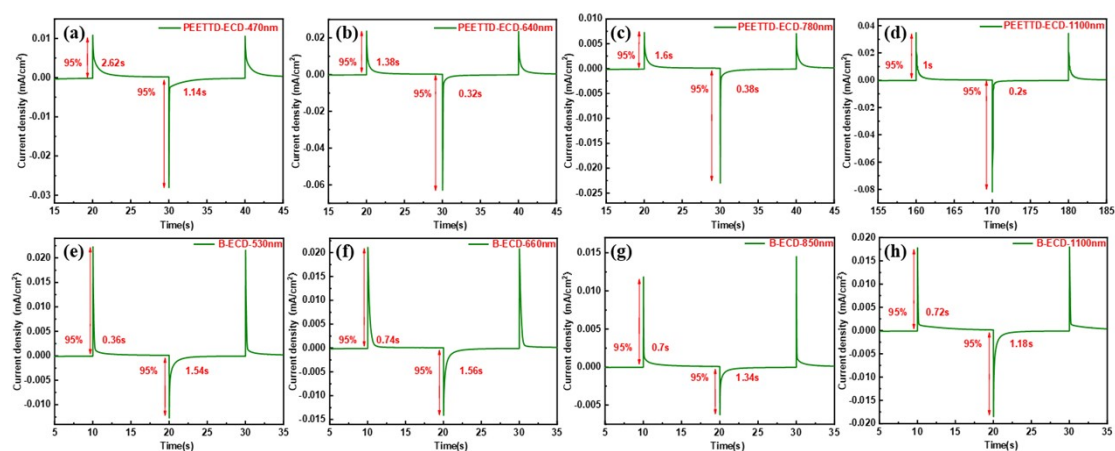 (a)
PEETTD-ECD-470nm
Current density (mA/cm²)
0.01
0.00
-0.01
-0.02
-0.03
95%
2.62s
95%
1.14s
15 20 25 30 35 40 45
Time(s)
(b)
PEETTD-ECD-640nm
Current density (mA/cm²)
0.04
0.02
0.00
-0.02
-0.04
-0.06
95%
1.38s
95%
0.32s
15 20 25 30 35 40 45
Time(s)
(c)
PEETTD-ECD-780nm
Current density (mA/cm²)
0.010
0.005
0.000
-0.005
-0.010
-0.015
-0.020
-0.025
95%
1.6s
95%
0.38s
15 20 25 30 35 40 45
Time(s)
(d)
PEETTD-ECD-1100nm
Current density (mA/cm²)
0.04
0.02
0.00
-0.02
-0.04
-0.06
-0.08
95%
1s
95%
0.2s
155 160 165 170 175 180 185
Time(s)
(e)
B-ECD-530nm
Current density (mA/cm²)
0.020
0.015
0.010
0.005
0.000
-0.005
-0.010
95%
0.36s
95%
1.54s
5 10 15 20 25 30 35
Time(s)
(f)
B-ECD-660nm
Current density (mA/cm²)
0.020
0.015
0.010
0.005
0.000
-0.005
-0.010
-0.015
95%
0.74s
95%
1.56s
5 10 15 20 25 30 35
Time(s)
(g)
B-ECD-850nm
Current density (mA/cm²)
0.015
0.010
0.005
0.000
-0.005
95%
0.7s
95%
1.34s
5 10 15 20 25 30 35
Time(s)
(h)
B-ECD-1100nm
Current density (mA/cm²)
0.020
0.015
0.010
0.005
0.000
-0.005
-0.010
-0.015
-0.020
95%
0.72s
95%
1.18s
5 10 15 20 25 30 35
Time(s)